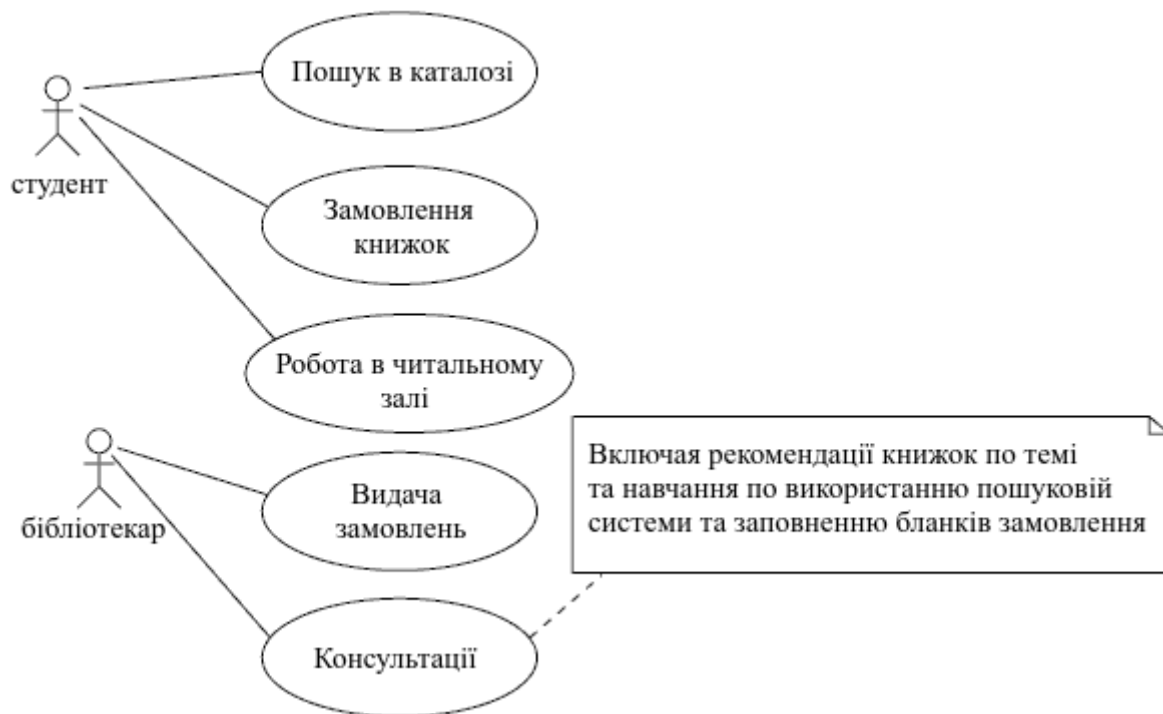 Пошук в каталозі
студент
Замовлення
книжок
Робота в читальному
залі
бібліотекар
Видача
замовлень
Включая рекомендації книжок по темі
та навчання по використанню пошуковій
системи та заповненню бланків замовлення
Консультації